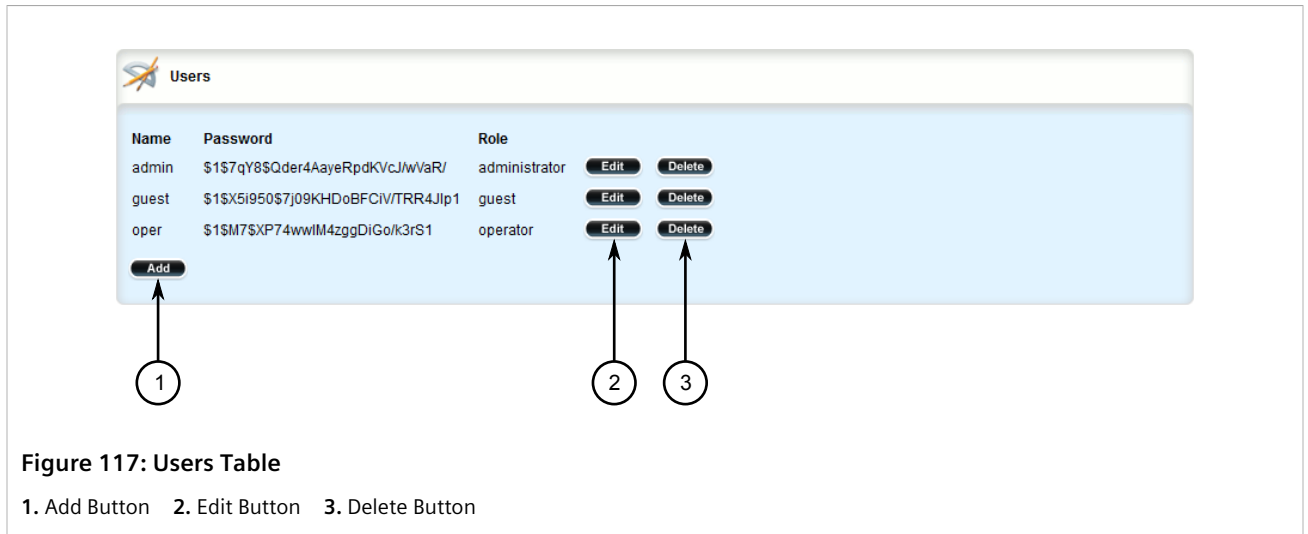 Users
Name Password Role
admin $1$7qY8$Qder4AayeRpdKVcJ/wVaR/ administrator Edit Delete
guest $1$X5i950$7j09KHDoBFCiV/TRR4JIp1 guest Edit Delete
oper $1$M7$XP74wwIM4zggDiGo/k3rS1 operator Edit Delete
Add
1 2 3
Figure 117: Users Table
1. Add Button 2. Edit Button 3. Delete Button